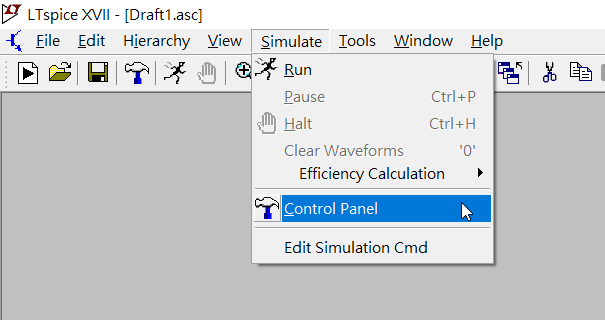 LTspice XVII - [Draft1.asc]
File Edit Hierarchy View Simulate Tools Window Help
Run
Pause Ctrl+P
Halt Ctrl+H
Clear Waveforms '0'
Efficiency Calculation
Control Panel
Edit Simulation Cmd